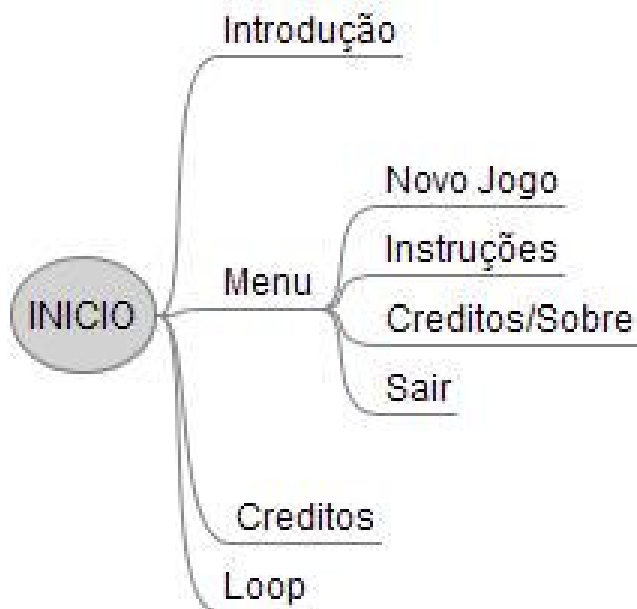 Introdução
Novo Jogo
Instruções
Menu
INICIO
Creditos/Sobre
Sair
Creditos
Loop